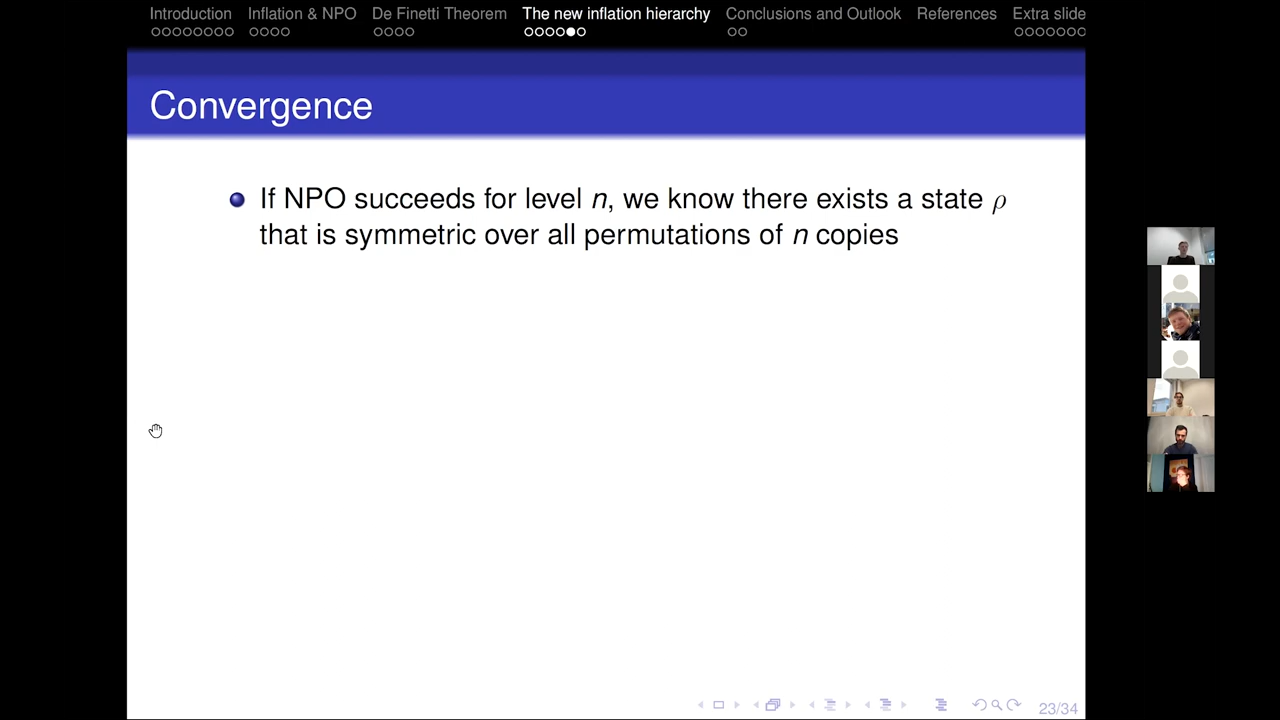 Introduction Inflation & NPO De Finetti Theorem The new inflation hierarchy Conclusions and Outlook References Extra slide
Convergence
If NPO succeeds for level n, we know there exists a state ρ
that is symmetric over all permutations of n copies
23/34